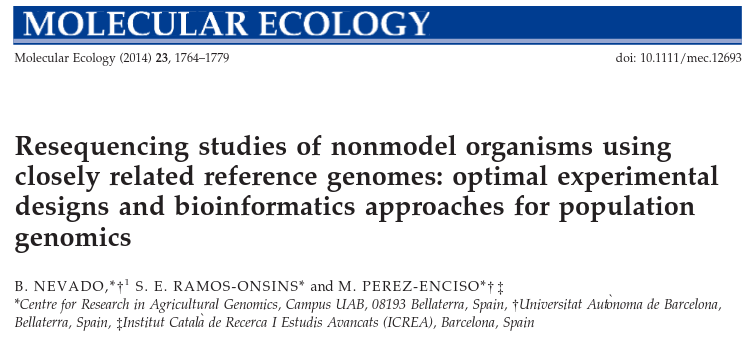 MOLECULAR ECOLOGY
Molecular Ecology (2014) 23, 1764–1779
doi: 10.1111/mec.12693
Resequencing studies of nonmodel organisms using
closely related reference genomes: optimal experimental
designs and bioinformatics approaches for population
genomics
B. NEVADO,*†¹ S. E. RAMOS-ONSINS* and M. PEREZ-ENCISO*†‡
*Centre for Research in Agricultural Genomics, Campus UAB, 08193 Bellaterra, Spain, †Universitat Autònoma de Barcelona,
Bellaterra, Spain, ‡Institut Català de Recerca I Estudis Avancats (ICREA), Barcelona, Spain